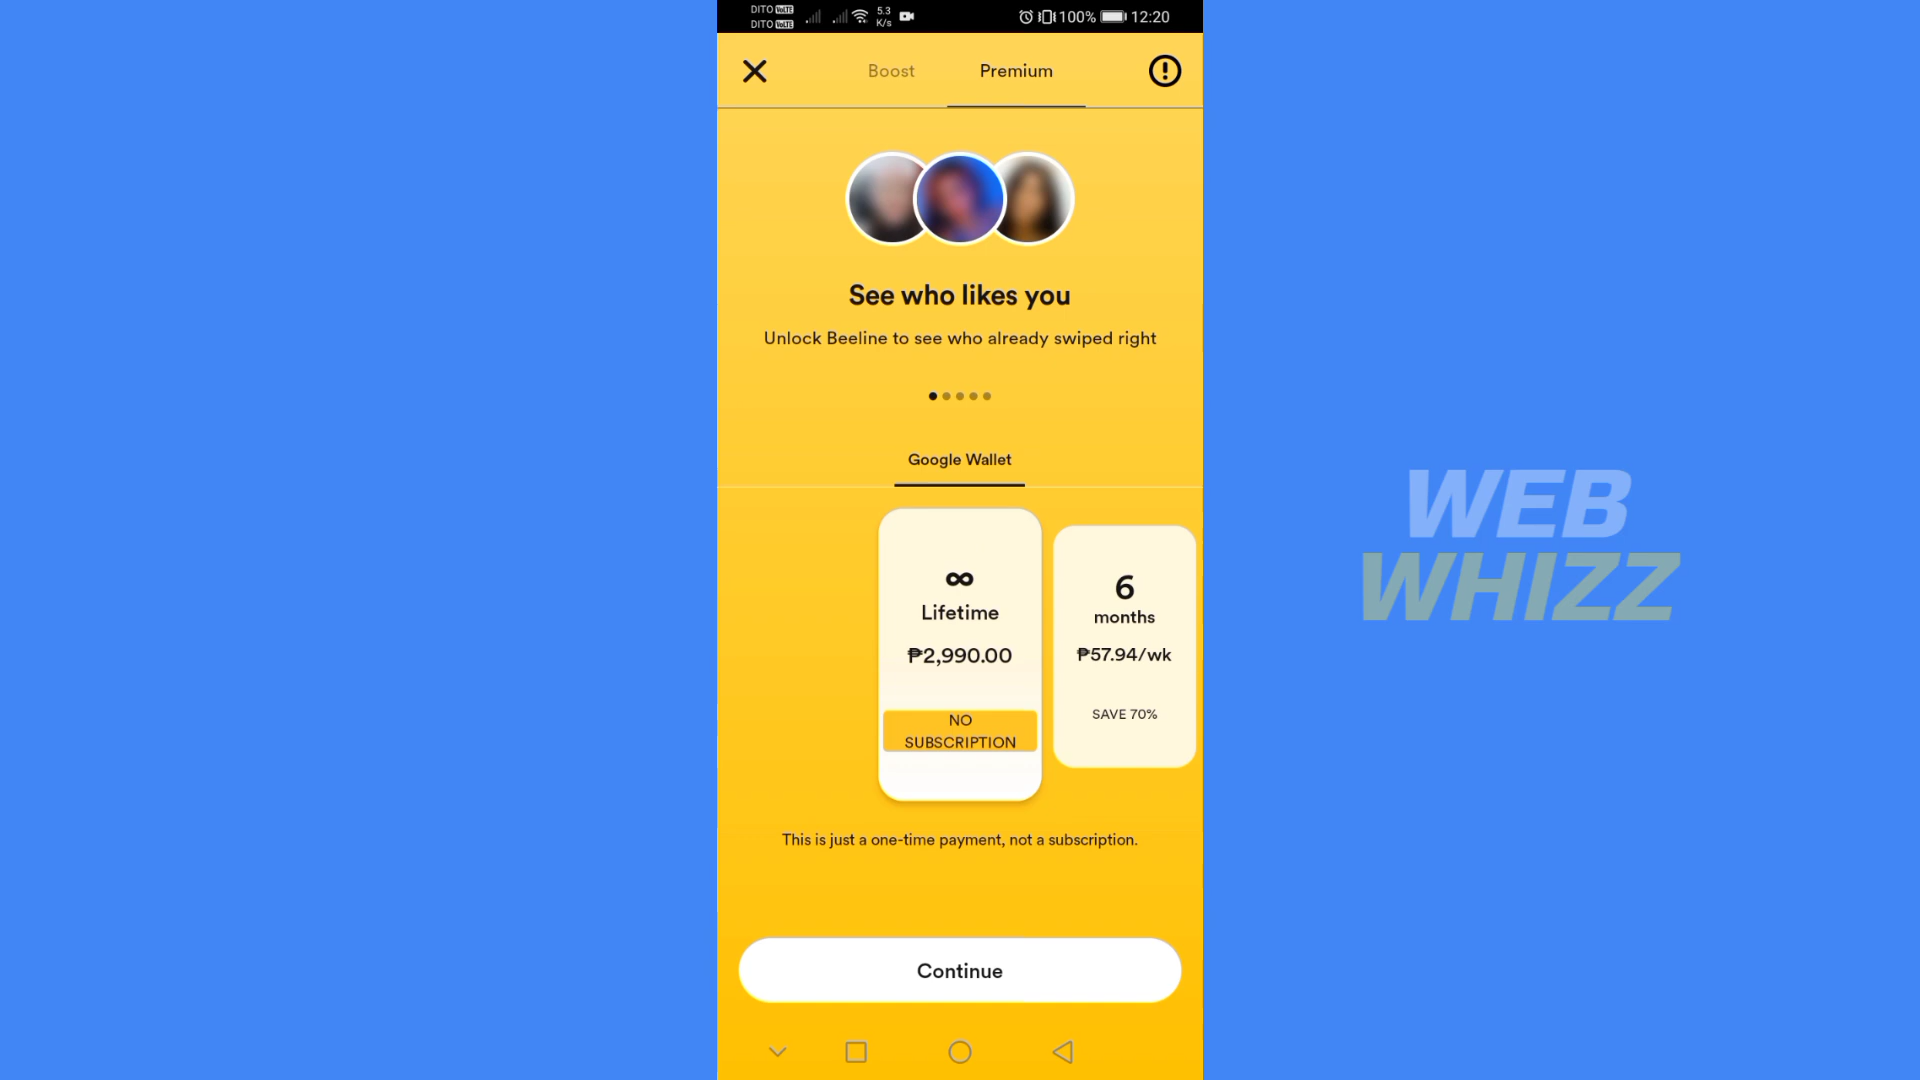 DITO VoLTE
DITO VoLTE
5.3
K/s
100%
12:20
Boost
Premium
See who likes you
Unlock Beeline to see who already swiped right
Google Wallet
∞
Lifetime
₱2,990.00
NO
SUBSCRIPTION
6
months
₱57.94/wk
SAVE 70%
This is just a one-time payment, not a subscription.
Continue
WEB
WHIZZ